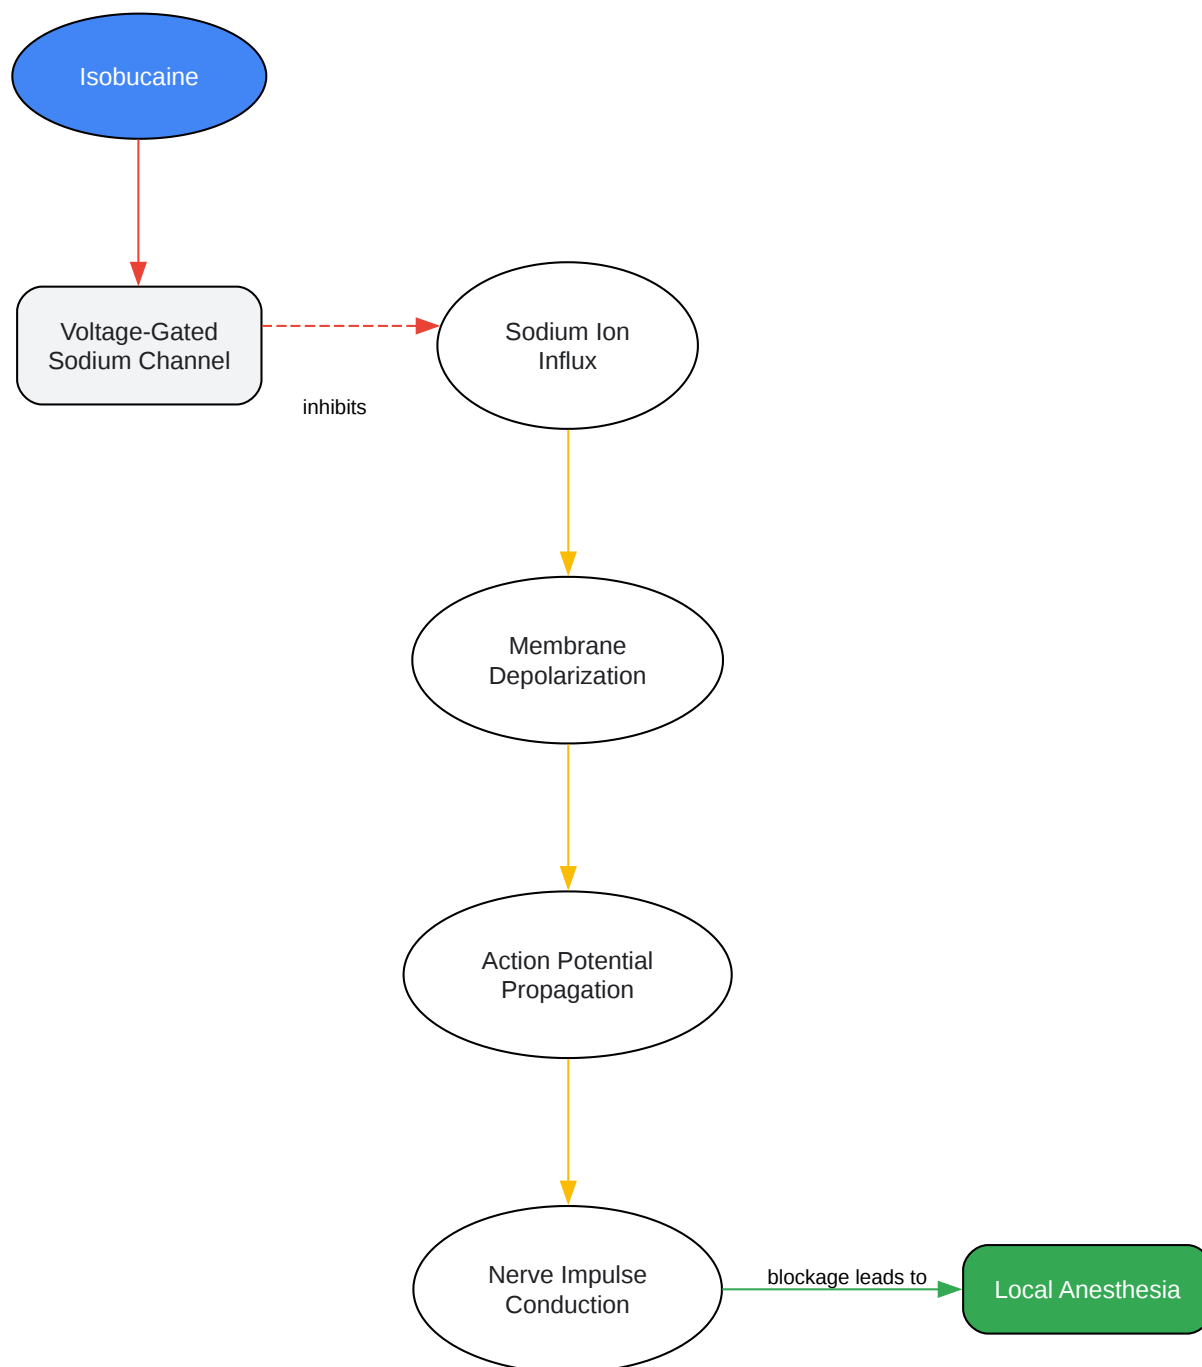 Isobucaine
Voltage-Gated
Sodium Channel
inhibits
Sodium Ion
Influx
Membrane
Depolarization
Action Potential
Propagation
Nerve Impulse
Conduction
blockage leads to
Local Anesthesia